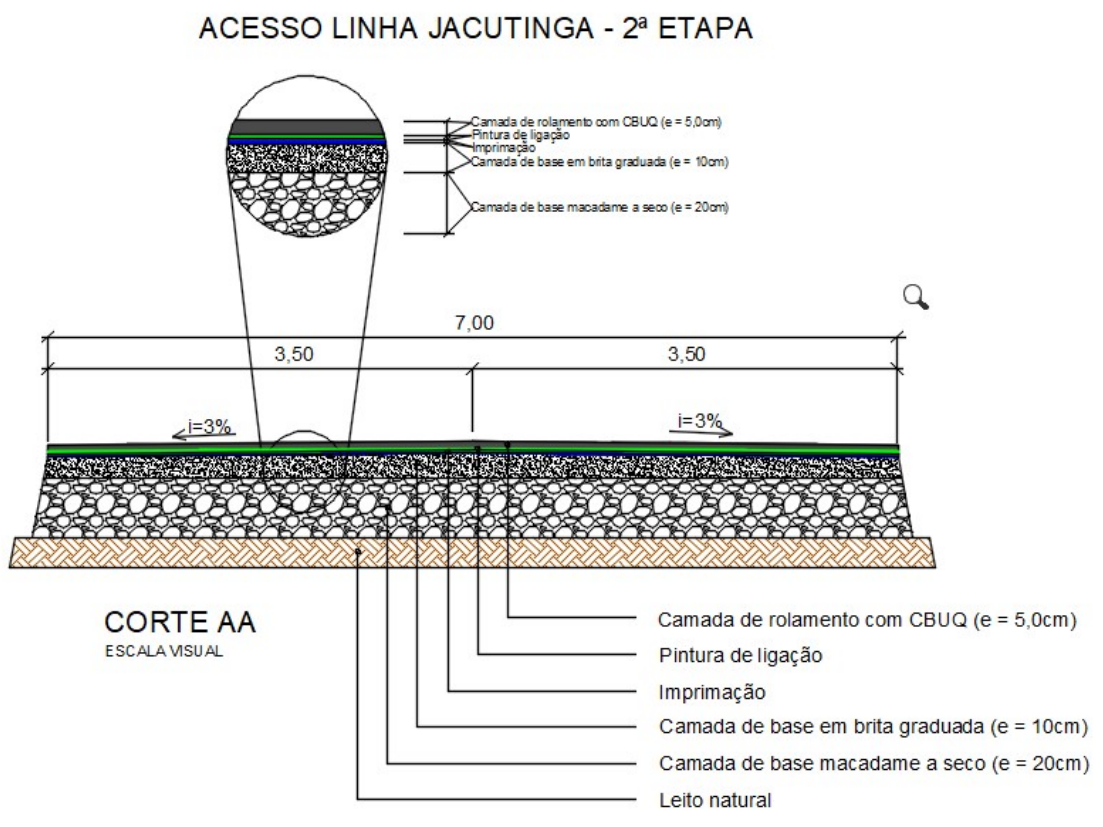 ACESSO LINHA JACUTINGA - 2ª ETAPA
Camada de rolamento com CBUQ (e = 5,0cm)
Pintura de ligação
Imprimação
Camada de base em brita graduada (e = 10cm)
Camada de base macadame a seco (e = 20cm)
7,00
3,50 3,50
i=3% i=3%
CORTE AA
ESCALA VISUAL
Camada de rolamento com CBUQ (e = 5,0cm)
Pintura de ligação
Imprimação
Camada de base em brita graduada (e = 10cm)
Camada de base macadame a seco (e = 20cm)
Leito natural